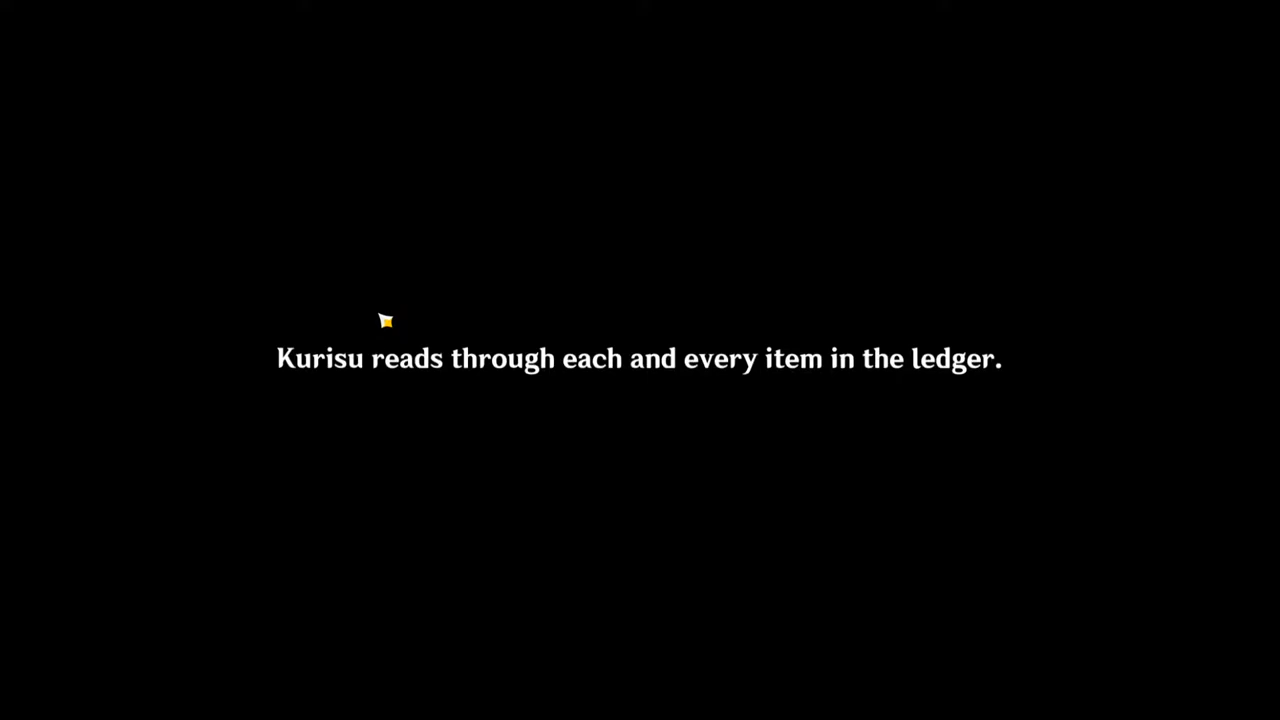 Kurisu reads through each and every item in the ledger.